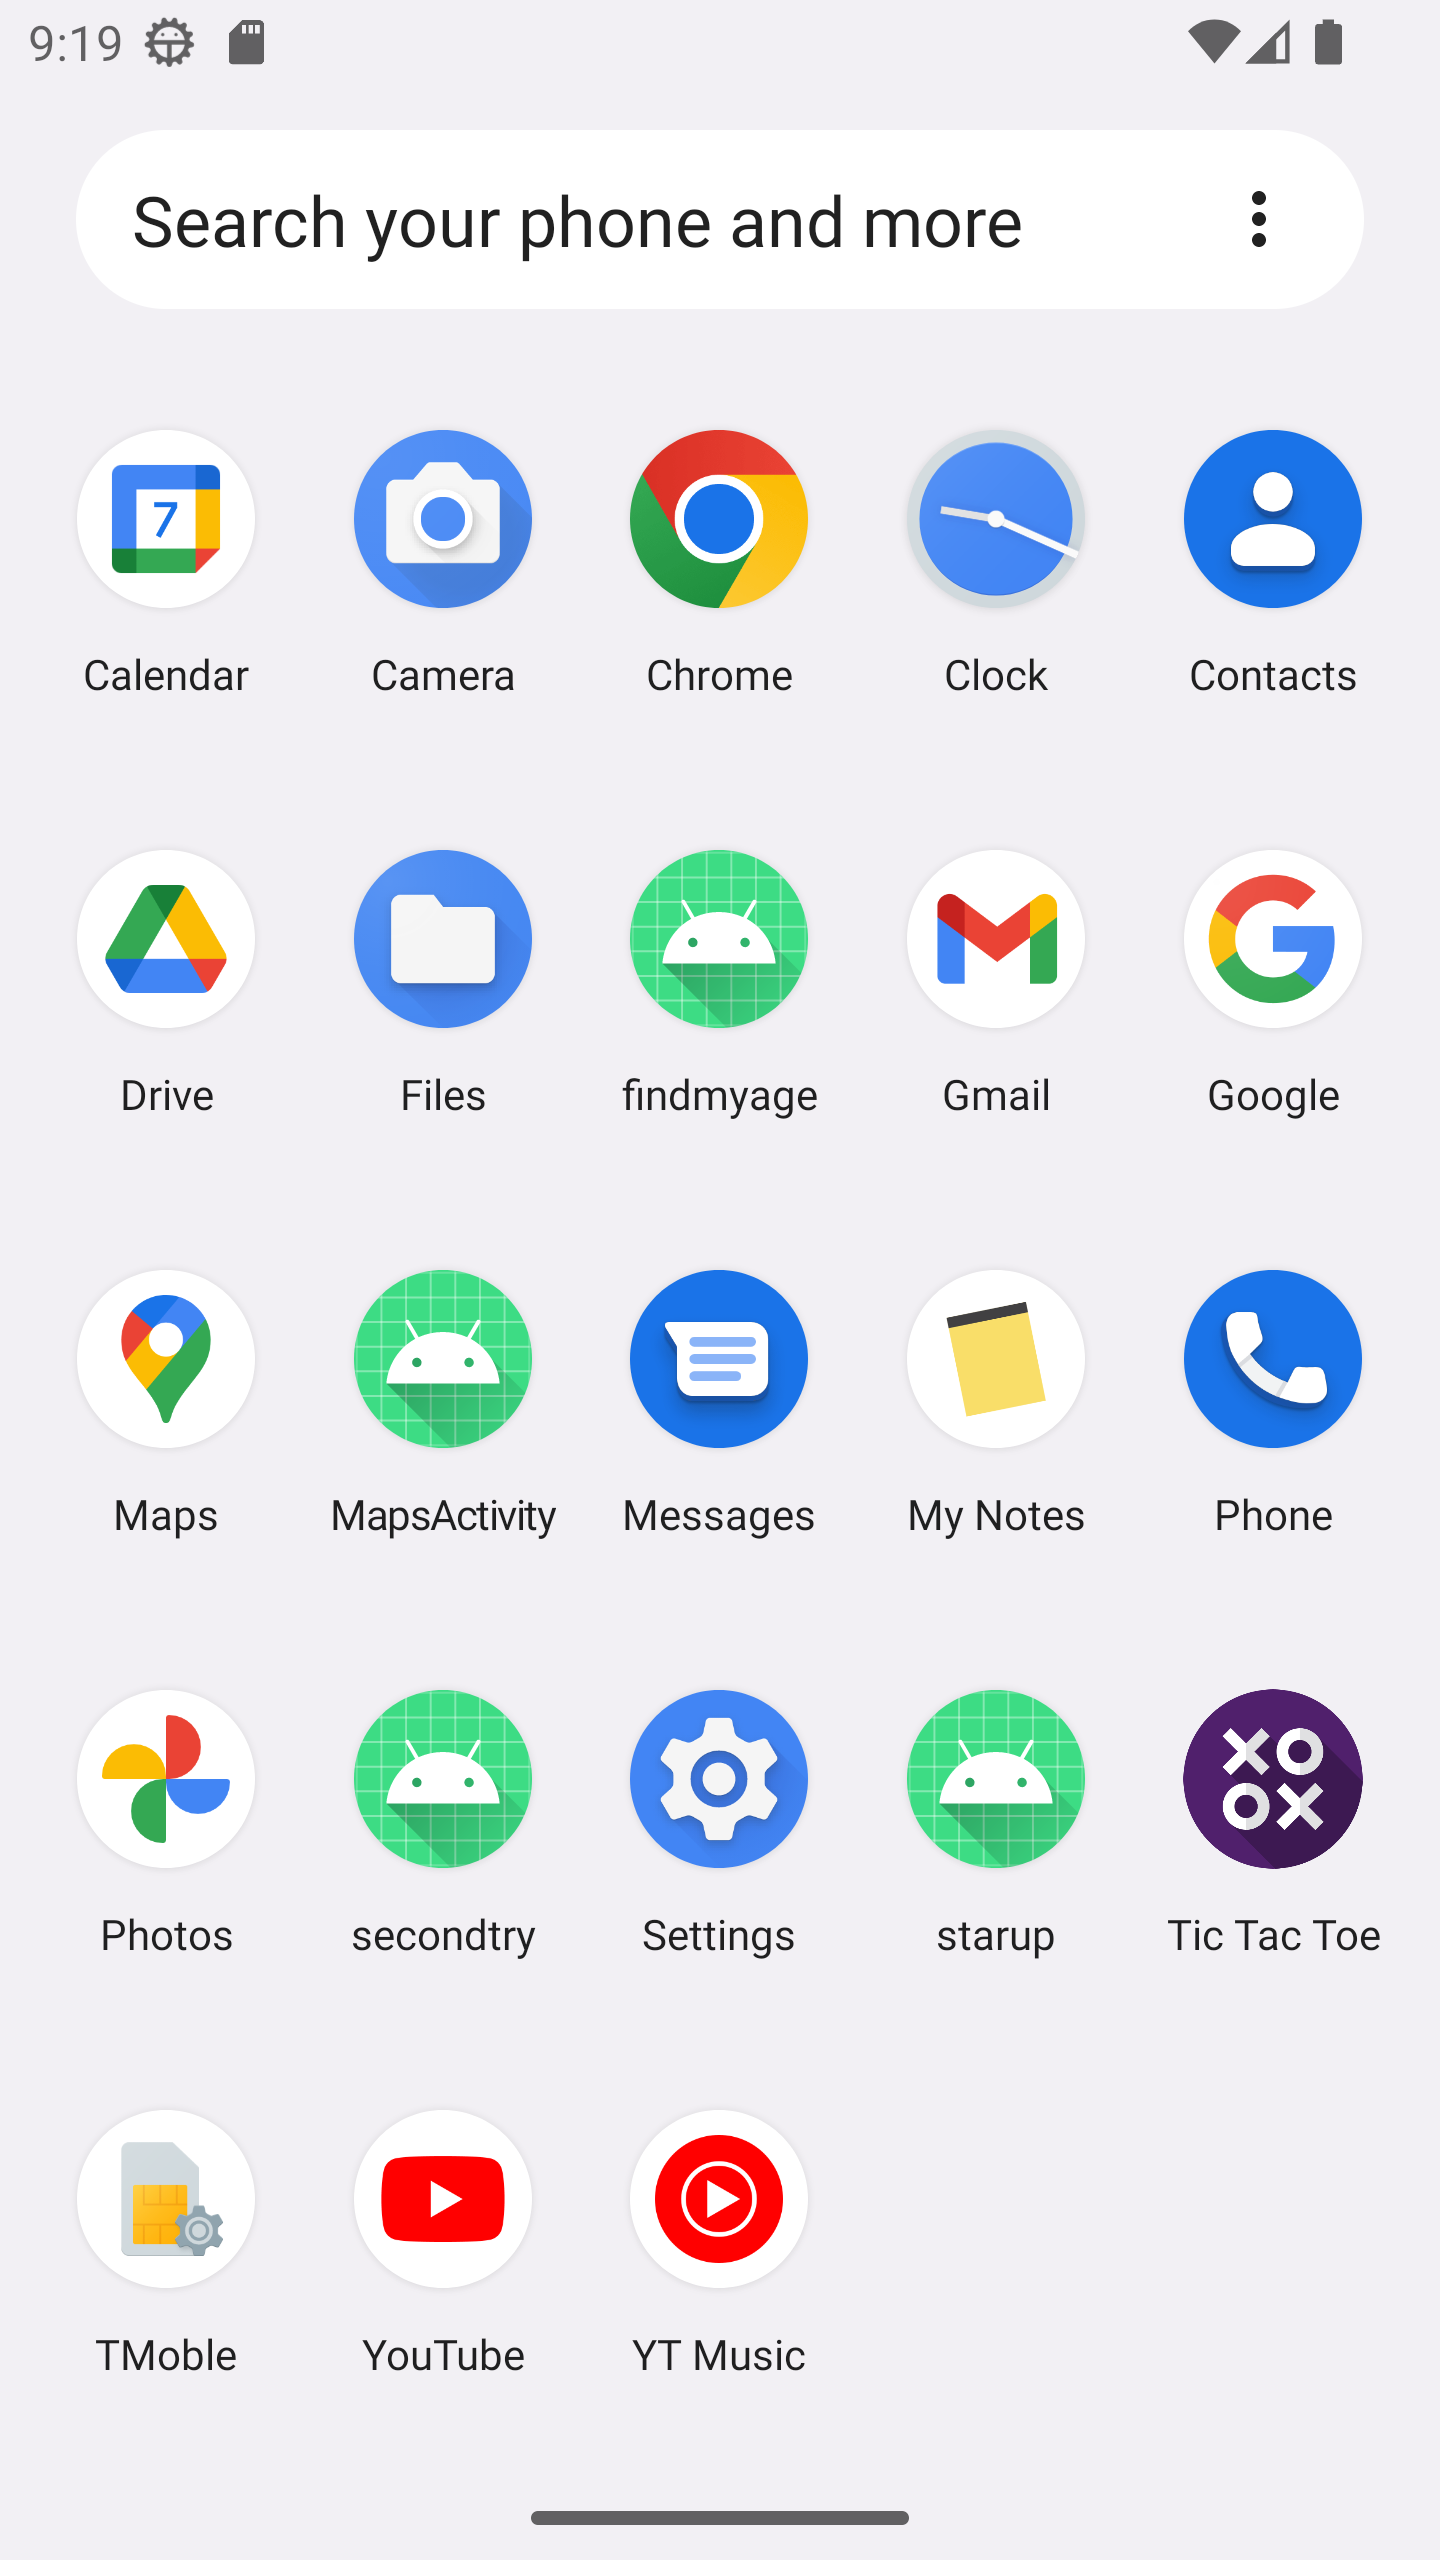 9:19
Search your phone and more
7
Calendar
Camera
Chrome
Clock
Contacts
Drive
Files
findmyage
Gmail
Google
Maps
MapsActivity
Messages
My Notes
Phone
Photos
secondtry
Settings
starup
Tic Tac Toe
TMoble
YouTube
YT Music